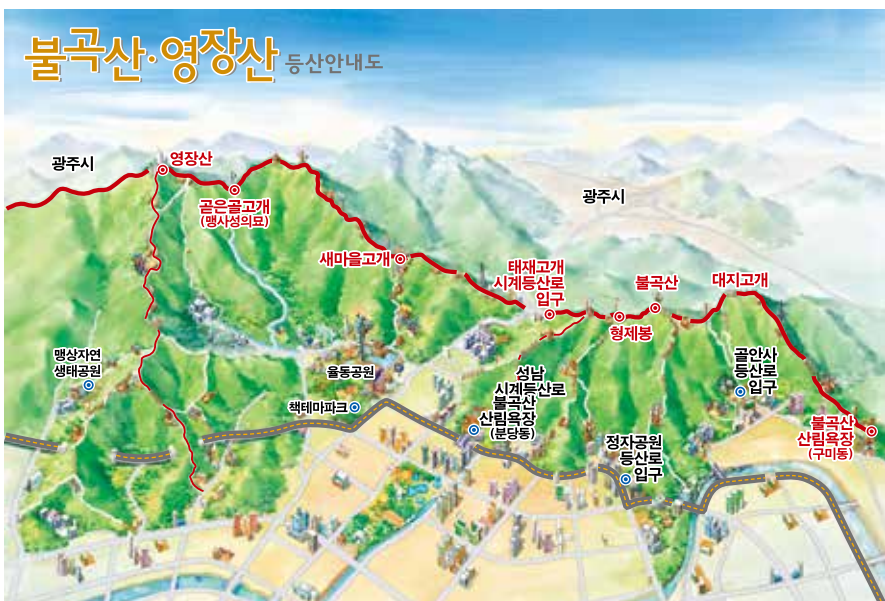 불곡산·영장산 등산안내도
광주시
영장산
곧은골고개
(맹사성의묘)
새마을고개
광주시
태재고개
시계등산로
입구
형제봉
불곡산
대지고개
맹상자연
생태공원
율동공원
책테마파크
성남
시계등산로
불곡산
산림욕장
(분당동)
골안사
등산로
입구
정자공원
등산로
입구
불곡산
산림욕장
(구미동)